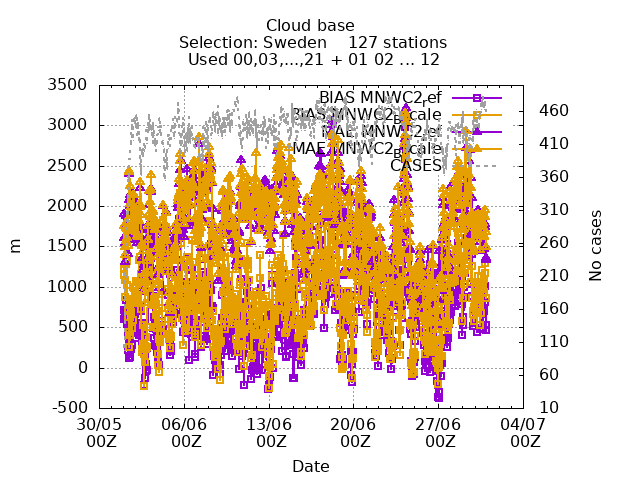 Cloud base
Selection: Sweden 127 stations
Used 00,03,...,21 + 01 02 ... 12
3500
3000
2500
2000
1500
1000
500
0
-500
m
460
410
360
310
260
210
160
110
60
10
No cases
BIAS MNWC2ref
CASES
30/05 06/06 13/06 20/06 27/06 04/07
00Z 00Z 00Z 00Z 00Z 00Z
Date